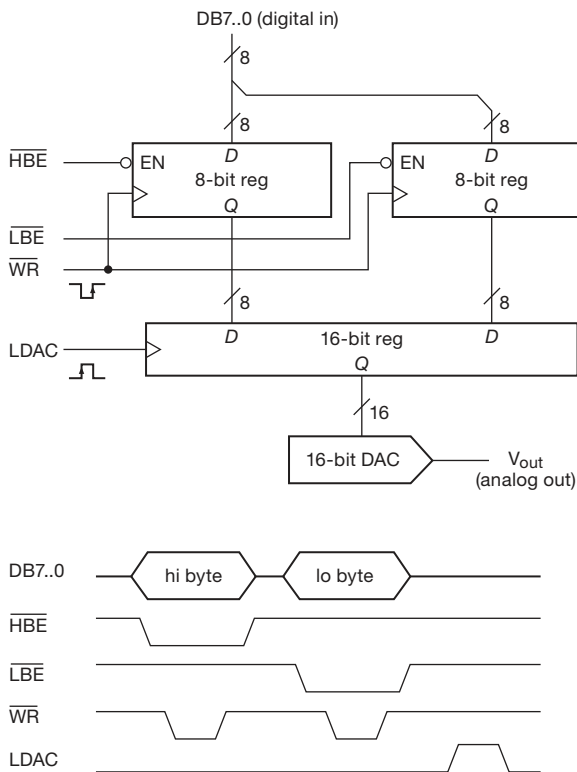 DB7..0 (digital in)
8
8
8
HBE
EN
D
8-bit reg
Q
EN
D
8-bit reg
Q
LBE
WR
8
8
LDAC
D
16-bit reg
D
Q
16
16-bit DAC
Vout
(analog out)
DB7..0
hi byte
lo byte
HBE
LBE
WR
LDAC